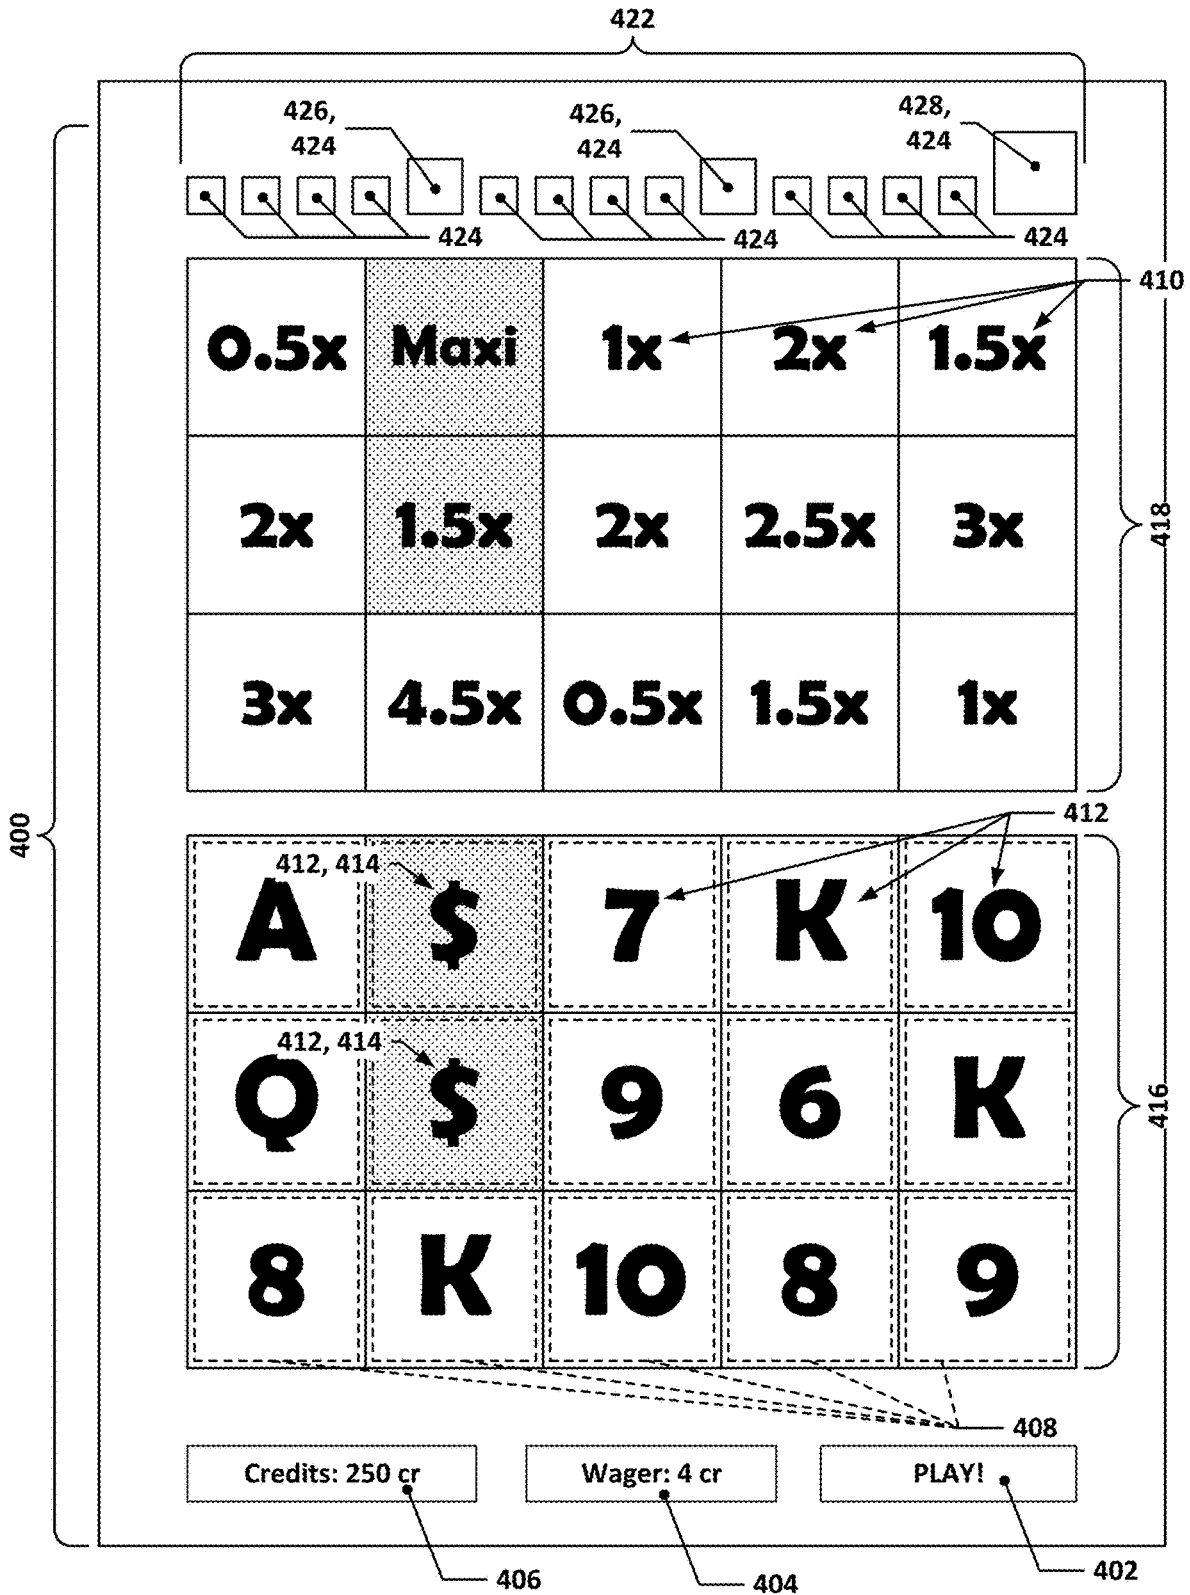 422
426,
424
426,
424
428,
424
424
424
424
410
0.5x
Maxi
1x
2x
1.5x
2x
1.5x
2x
2.5x
3x
418
3x
4.5x
0.5x
1.5x
1x
400
412
412, 414
A
$
7
K
10
412, 414
Q
$
9
6
K
416
8
K
10
8
9
408
Credits: 250 cr
Wager: 4 cr
PLAY!
406
404
402